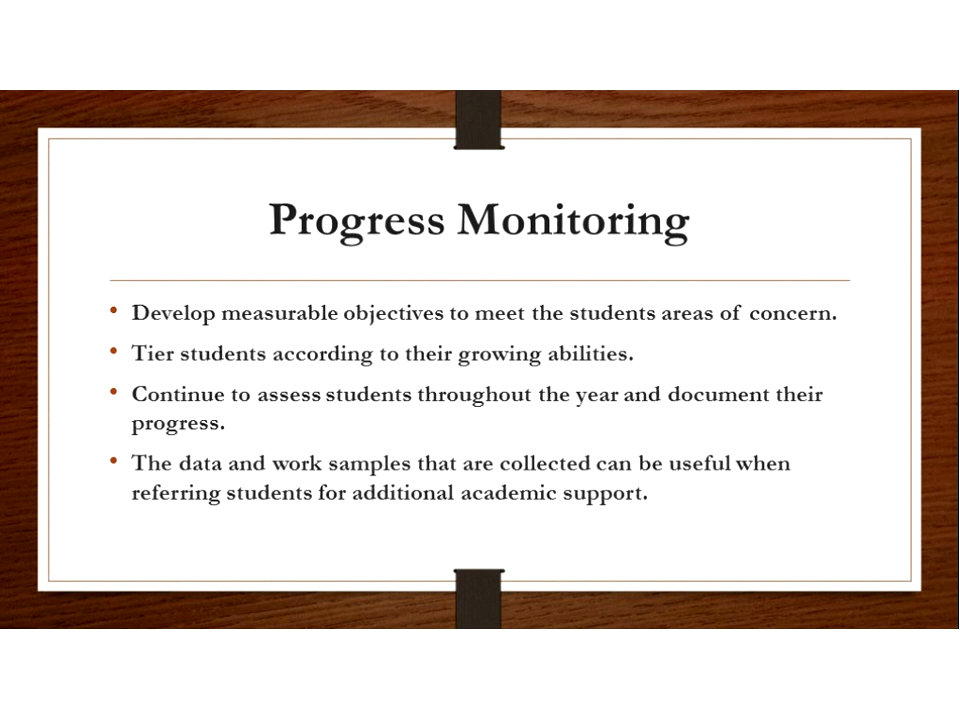 Progress Monitoring
• Develop measurable objectives to meet the students areas of concern.
• Tier students according to their growing abilities.
• Continue to assess students throughout the year and document their
progress.
• The data and work samples that are collected can be useful when
referring students for additional academic support.